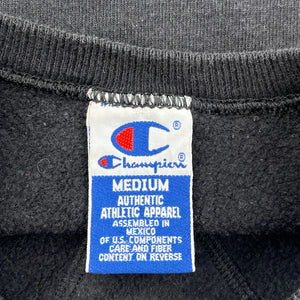 ®
Champion®
MEDIUM
AUTHENTIC
ATHLETIC APPAREL
ASSEMBLED IN
MEXICO
OF U.S. COMPONENTS
CARE AND FIBER
CONTENT ON REVERSE